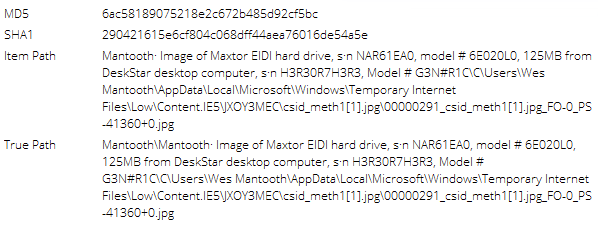 MD5 6ac58189075218e2c672b485d92cf5bc
SHA1 290421615e6cf804c068dff44aea76016de54a5e
Item Path Mantooth· Image of Maxtor EIDI hard drive, s·n NAR61EA0, model # 6E020L0, 125MB from
DeskStar desktop computer, s·n H3R30R7H3R3, Model # G3N#R1C\C\Users\Wes
Mantooth\AppData\Local\Microsoft\Windows\Temporary Internet
Files\Low\Content.IE5\JXOY3MEC\csid_meth1[1].jpg\00000291_csid_meth1[1].jpg_FO-0_PS
-41360+0.jpg
True Path Mantooth\Mantooth· Image of Maxtor EIDI hard drive, s·n NAR61EA0, model # 6E020L0,
125MB from DeskStar desktop computer, s·n H3R30R7H3R3, Model #
G3N#R1C\C\Users\Wes Mantooth\AppData\Local\Microsoft\Windows\Temporary Internet
Files\Low\Content.IE5\JXOY3MEC\csid_meth1[1].jpg\00000291_csid_meth1[1].jpg_FO-0_PS
-41360+0.jpg